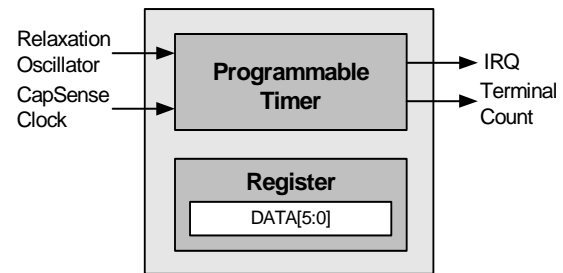 Relaxation
Oscillator
CapSense
Clock
Programmable
Timer
IRQ
Terminal
Count
Register
DATA[5:0]